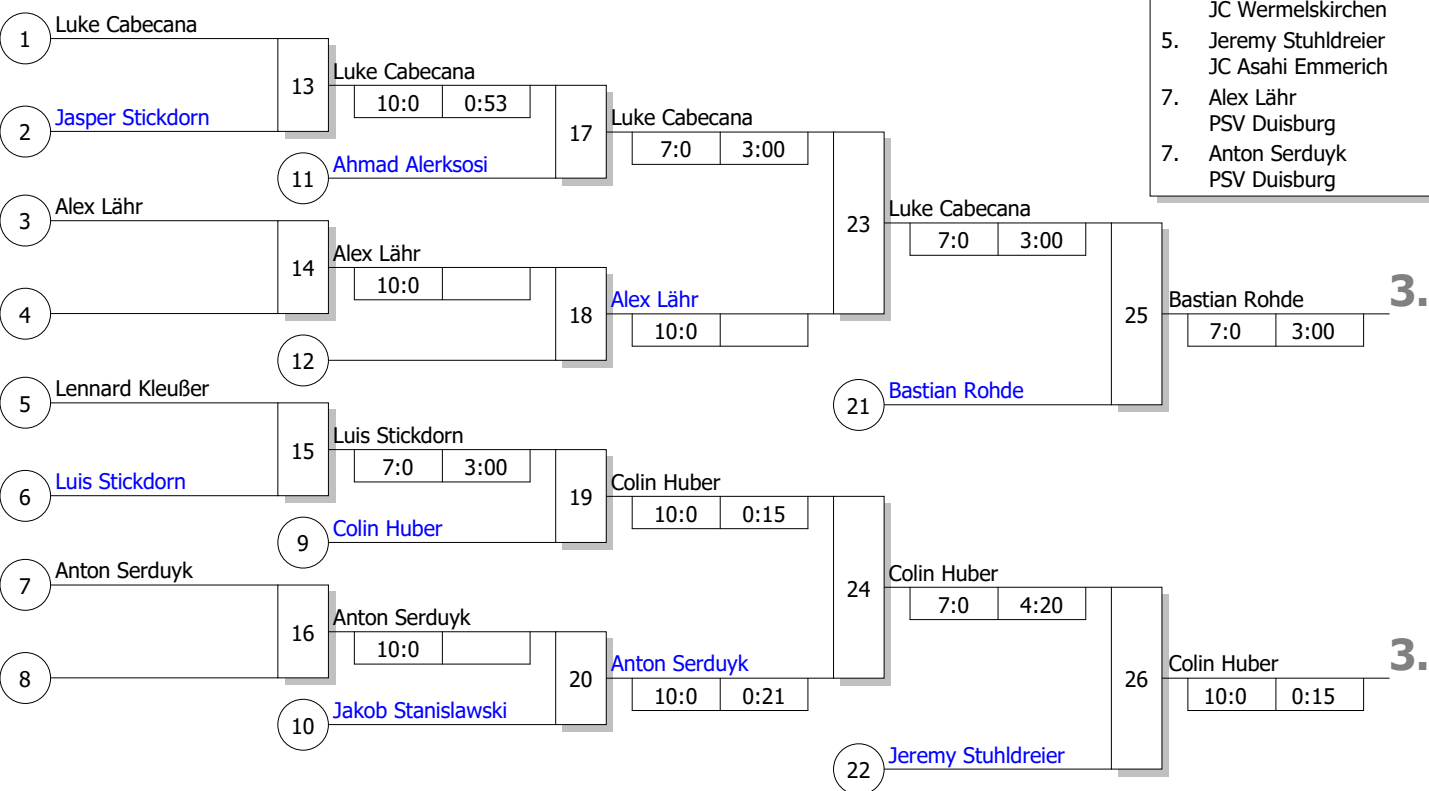 JC Wermelskirchen
5. Jeremy Stuhldreier
JC Asahi Emmerich
7. Alex Lähr
PSV Duisburg
7. Anton Serduyk
PSV Duisburg
1 Luke Cabecana
13 Luke Cabecana
10:0 0:53
2 Jasper Stickdorn
17 Luke Cabecana
7:0 3:00
11 Ahmad Alerksosi
3 Alex Lähr
23 Luke Cabecana
7:0 3:00
14 Alex Lähr
10:0
4
18 Alex Lähr
10:0
12
25 Bastian Rohde 3.
7:0 3:00
21 Bastian Rohde
5 Lennard Kleußer
15 Luis Stickdorn
7:0 3:00
6 Luis Stickdorn
19 Colin Huber
10:0 0:15
9 Colin Huber
7 Anton Serduyk
24 Colin Huber
7:0 4:20
16 Anton Serduyk
10:0
8
20 Anton Serduyk
10:0 0:21
10 Jakob Stanislawski
26 Colin Huber 3.
10:0 0:15
22 Jeremy Stuhldreier